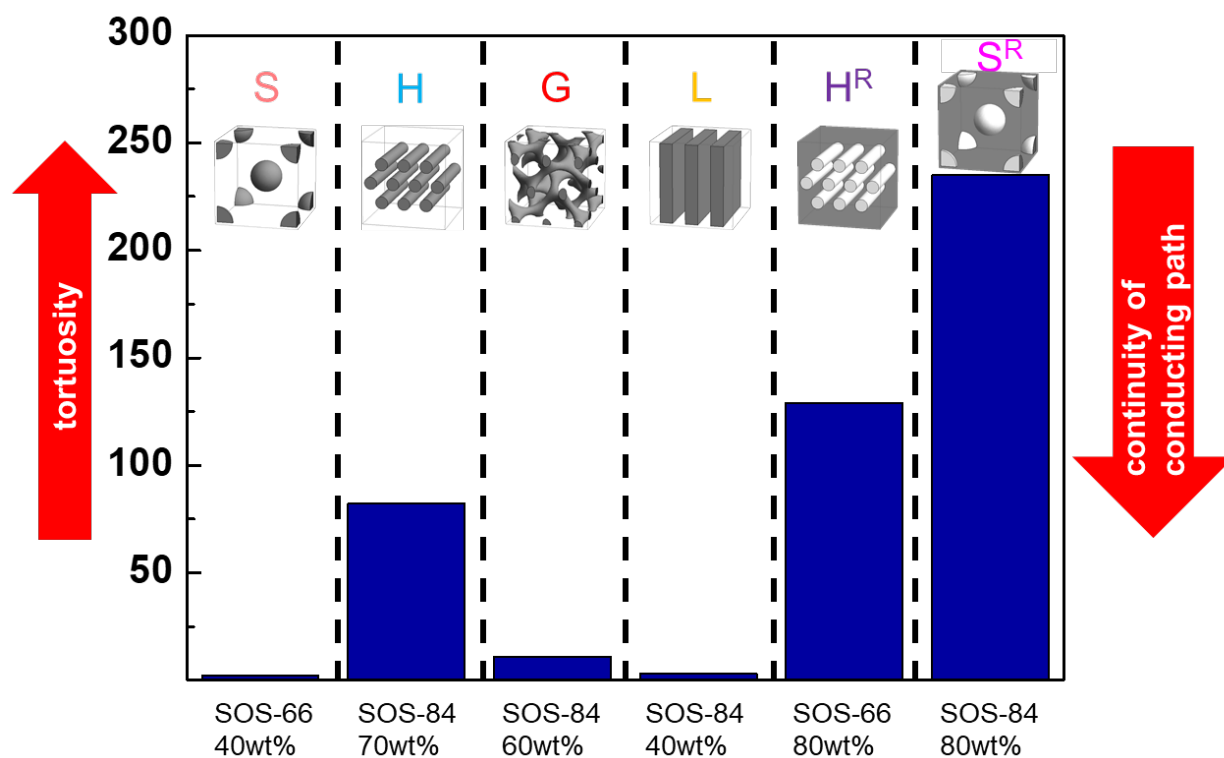 300
250
200
150
100
50
tortuosity
S
H
G
L
H^R
S^R
continuity of
conducting path
SOS-66
40wt%
SOS-84
70wt%
SOS-84
60wt%
SOS-84
40wt%
SOS-66
80wt%
SOS-84
80wt%